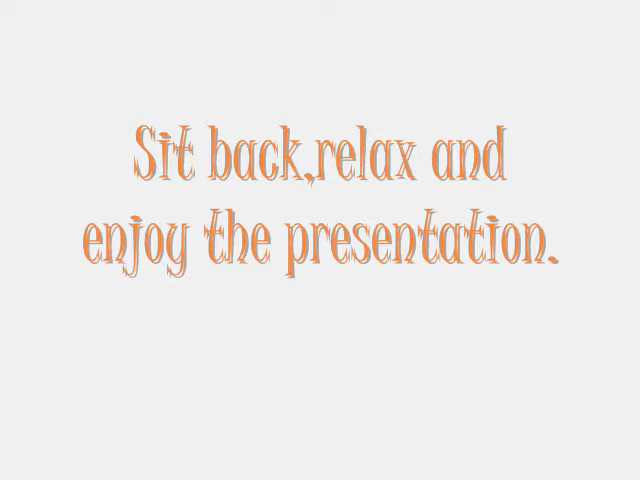 Sit back,relax and
enjoy the presentation.